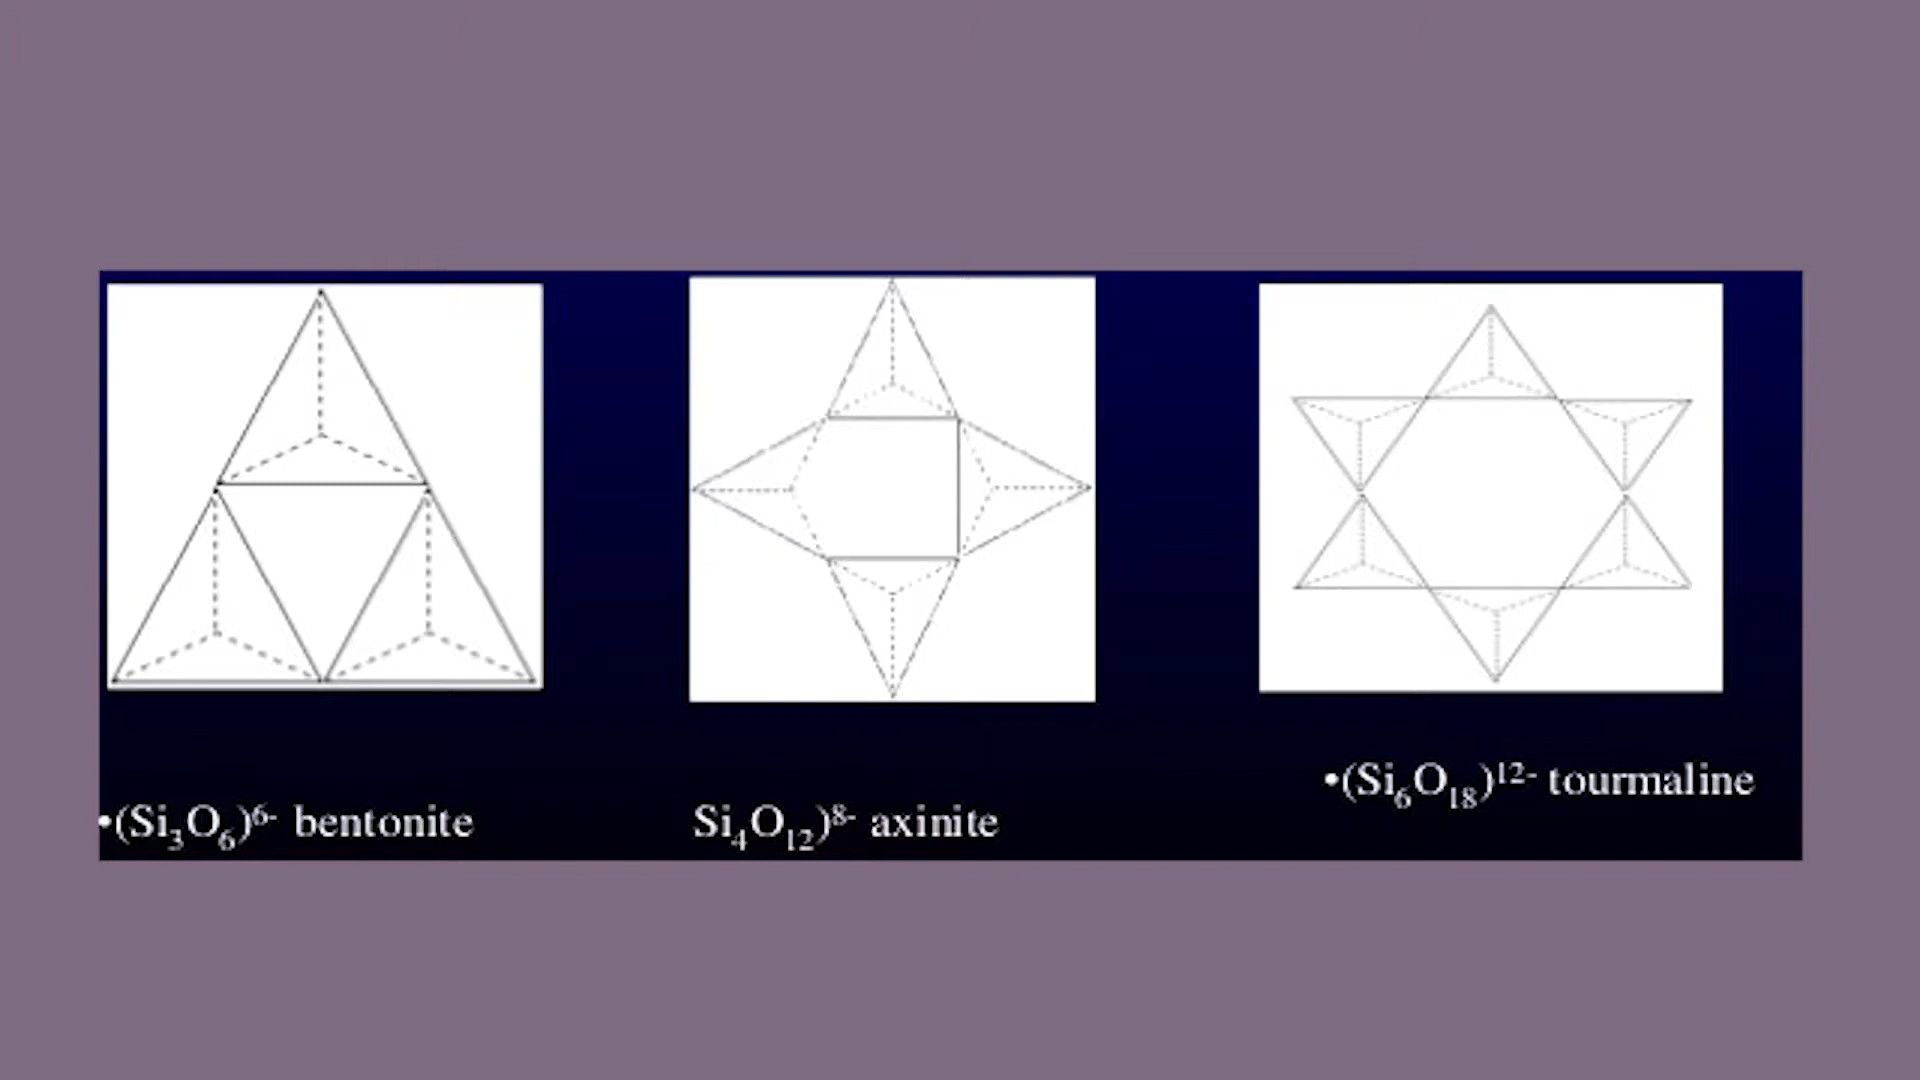 •(Si₃O₆)⁶⁻ bentonite
Si₄O₁₂)⁸⁻ axinite
•(Si₆O₁₈)¹²⁻ tourmaline